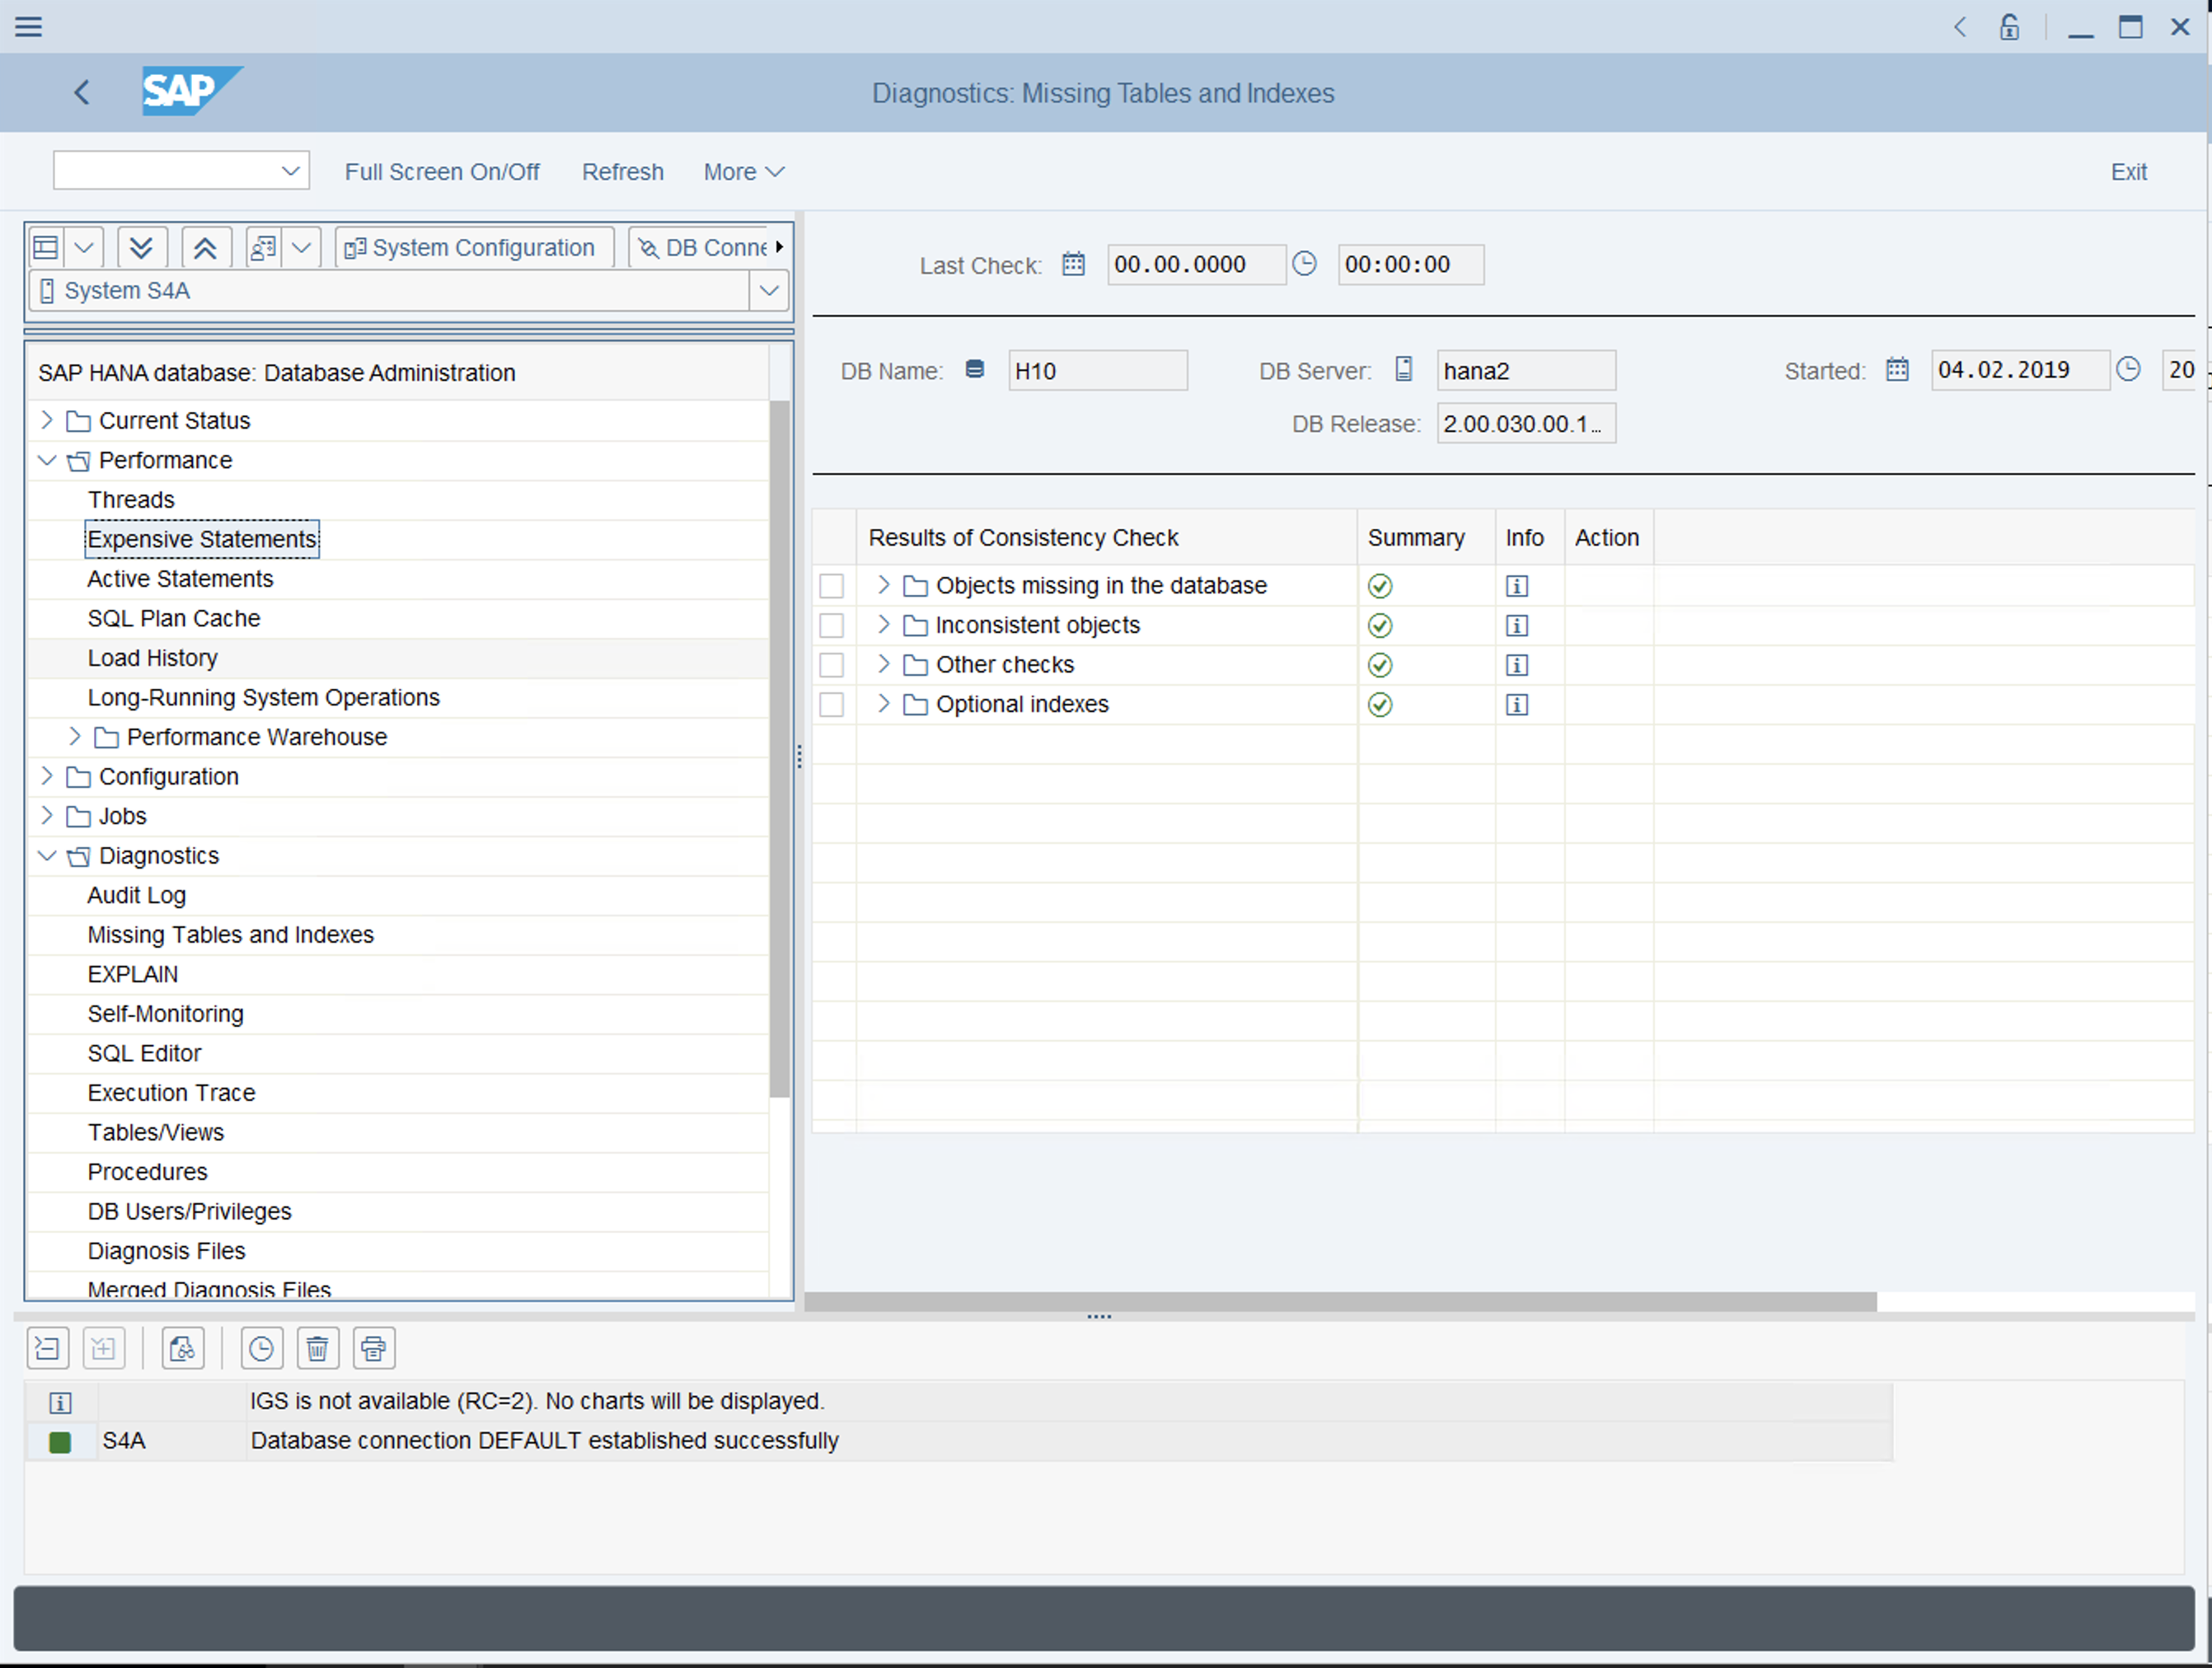 SAP
Diagnostics: Missing Tables and Indexes
Full Screen On/Off Refresh More Exit
System Configuration DB Conne
System S4A
SAP HANA database: Database Administration
Current Status
Performance
Threads
Expensive Statements
Active Statements
SQL Plan Cache
Load History
Long-Running System Operations
Performance Warehouse
Configuration
Jobs
Diagnostics
Audit Log
Missing Tables and Indexes
EXPLAIN
Self-Monitoring
SQL Editor
Execution Trace
Tables/Views
Procedures
DB Users/Privileges
Diagnosis Files
Merged Diagnosis Files
Last Check: 00.00.0000 00:00:00
DB Name: H10 DB Server: hana2 Started: 04.02.2019 20
DB Release: 2.00.030.00.1...
Results of Consistency Check Summary Info Action
Objects missing in the database
Inconsistent objects
Other checks
Optional indexes
IGS is not available (RC=2). No charts will be displayed.
S4A Database connection DEFAULT established successfully